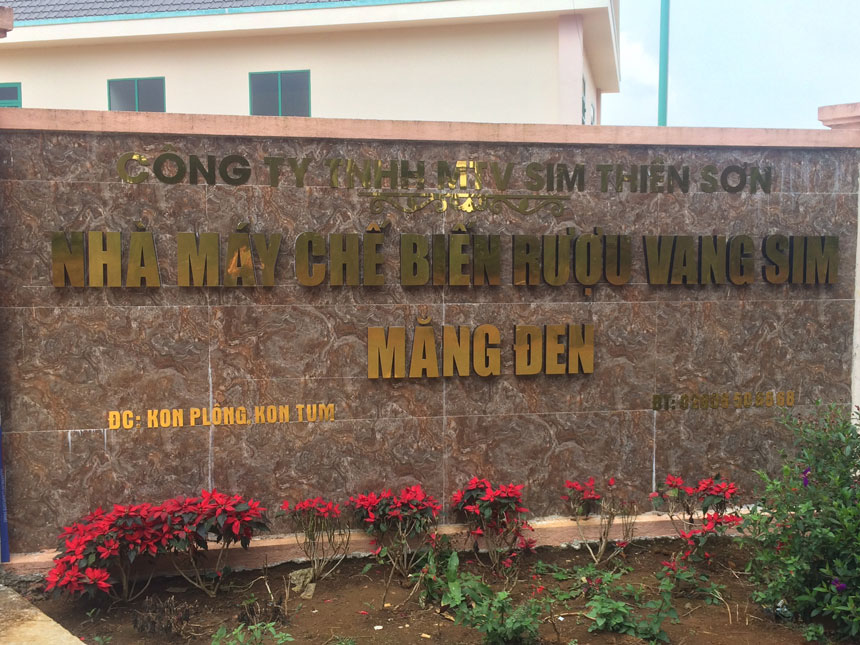 CÔNG TY TNHH MTV SIM THIÊN SƠN
NHÀ MÁY CHẾ BIẾN RƯỢU VANG SIM
MĂNG ĐEN
ĐC: KON PLÔNG KON TUM
ĐT: